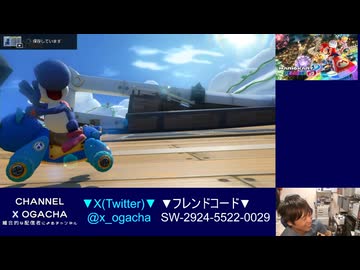 保存しています
MARIOKART
CHANNEL
X OGACHA
▼X(Twitter)▼
@x_ogacha
▼フレンドコード▼
SW-2924-5522-0029